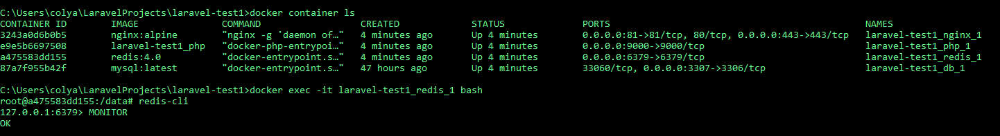 C:\Users\colya\LaravelProjects\laravel-test1>docker container ls
CONTAINER ID        IMAGE               COMMAND                  CREATED             STATUS              PORTS                                              NAMES
3243a0d6b0b5        nginx:alpine        "nginx -g 'daemon of…"   4 minutes ago       Up 4 minutes        0.0.0.0:81->81/tcp, 80/tcp, 0.0.0.0:443->443/tcp   laravel-test1_nginx_1
e9e5b6697508        laravel-test1_php   "docker-php-entrypoi…"   4 minutes ago       Up 4 minutes        0.0.0.0:9000->9000/tcp                             laravel-test1_php_1
a475583dd155        redis:4.0           "docker-entrypoint.s…"   4 minutes ago       Up 4 minutes        0.0.0.0:6379->6379/tcp                             laravel-test1_redis_1
87a7f955b42f        mysql:latest        "docker-entrypoint.s…"   47 hours ago        Up 4 minutes        33060/tcp, 0.0.0.0:3307->3306/tcp                  laravel-test1_db_1
C:\Users\colya\LaravelProjects\laravel-test1>docker exec -it laravel-test1_redis_1 bash
root@a475583dd155:/data# redis-cli
127.0.0.1:6379> MONITOR
OK